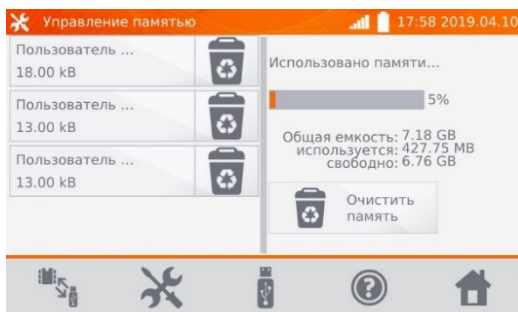 Управление памятью
17:58 2019.04.10
Пользователь ...
18.00 kB
Пользователь ...
13.00 kB
Пользователь ...
13.00 kB
Использовано памяти...
5%
Общая емкость: 7.18 GB
используется: 427.75 MB
свободно: 6.76 GB
Очистить
память